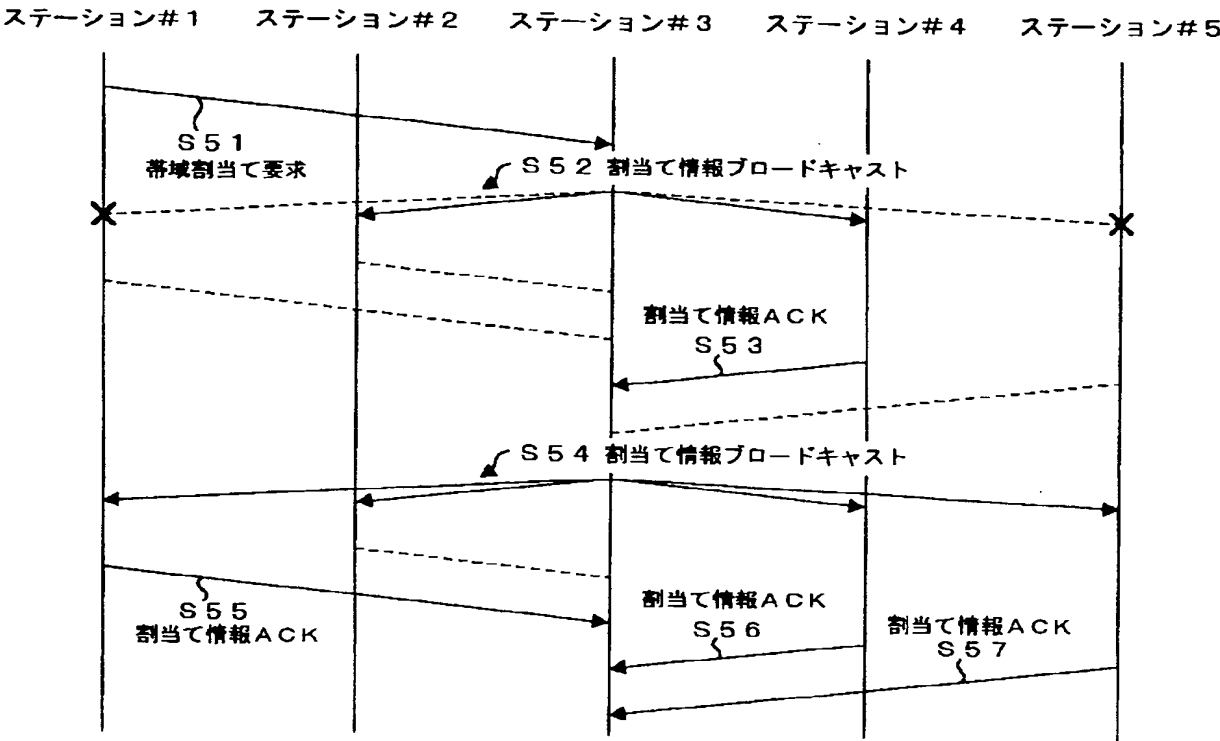 ステーション#1 ステーション#2 ステーション#3 ステーション#4 ステーション#5
S51
帯域割当て要求
S52 割当て情報ブロードキャスト
割当て情報ACK
S53
S54 割当て情報ブロードキャスト
S55
割当て情報ACK
割当て情報ACK
S56
割当て情報ACK
S57